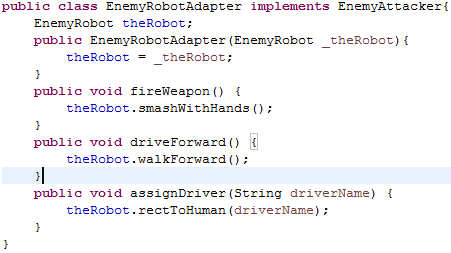 public class EnemyRobotAdapter implements EnemyAttacker{
    EnemyRobot theRobot;
    public EnemyRobotAdapter(EnemyRobot _theRobot){
        theRobot = _theRobot;
    }
    public void fireWeapon() {
        theRobot.smashWithHands();
    }
    public void driveForward() {
        theRobot.walkForward();
    }
    public void assignDriver(String driverName) {
        theRobot.rectToHuman(driverName);
    }
}